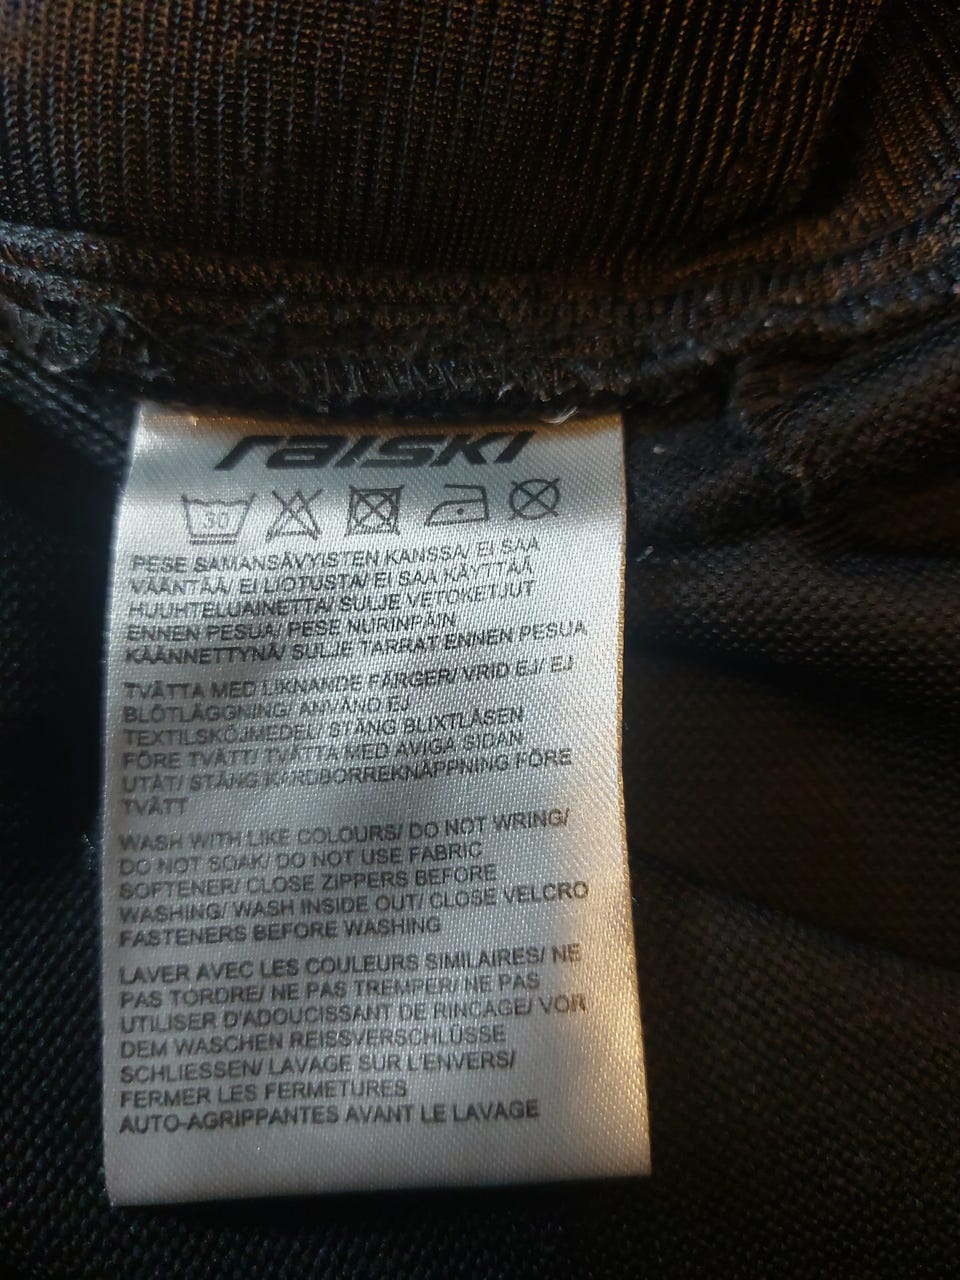 raiski
30
PESE SAMANSÄVYISTEN KANSSA/ EI SAA
VÄÄNTÄÄ/ EI LIOTUSTA/ EI SAA KÄYTTÄÄ
HUUHTELUAINETTA/ SULJE VETOKETJUT
ENNEN PESUA/ PESE NURINPÄIN
KÄÄNNETTYNÄ/ SULJE TARRAT ENNEN PESUA
TVÄTTA MED LIKNANDE FÄRGER/ VRID EJ/ EJ
BLÖTLÄGGNING/ ANVÄND EJ
TEXTILSKÖJMEDEL/ STÄNG BLIXTLÅSEN
FÖRE TVÄTT/ TVÄTTA MED AVIGA SIDAN
UTÅT/ STÄNG KARDBORREKNÄPPNING FÖRE
TVÄTT
WASH WITH LIKE COLOURS/ DO NOT WRING/
DO NOT SOAK/ DO NOT USE FABRIC
SOFTENER/ CLOSE ZIPPERS BEFORE
WASHING/ WASH INSIDE OUT/ CLOSE VELCRO
FASTENERS BEFORE WASHING
LAVER AVEC LES COULEURS SIMILAIRES/ NE
PAS TORDRE/ NE PAS TREMPER/ NE PAS
UTILISER D'ADOUCISSANT DE RINCAGE/ VOR
DEM WASCHEN REISSVERSCHLÜSSE
SCHLIESSEN/ LAVAGE SUR L'ENVERS/
FERMER LES FERMETURES
AUTO-AGRIPPANTES AVANT LE LAVAGE